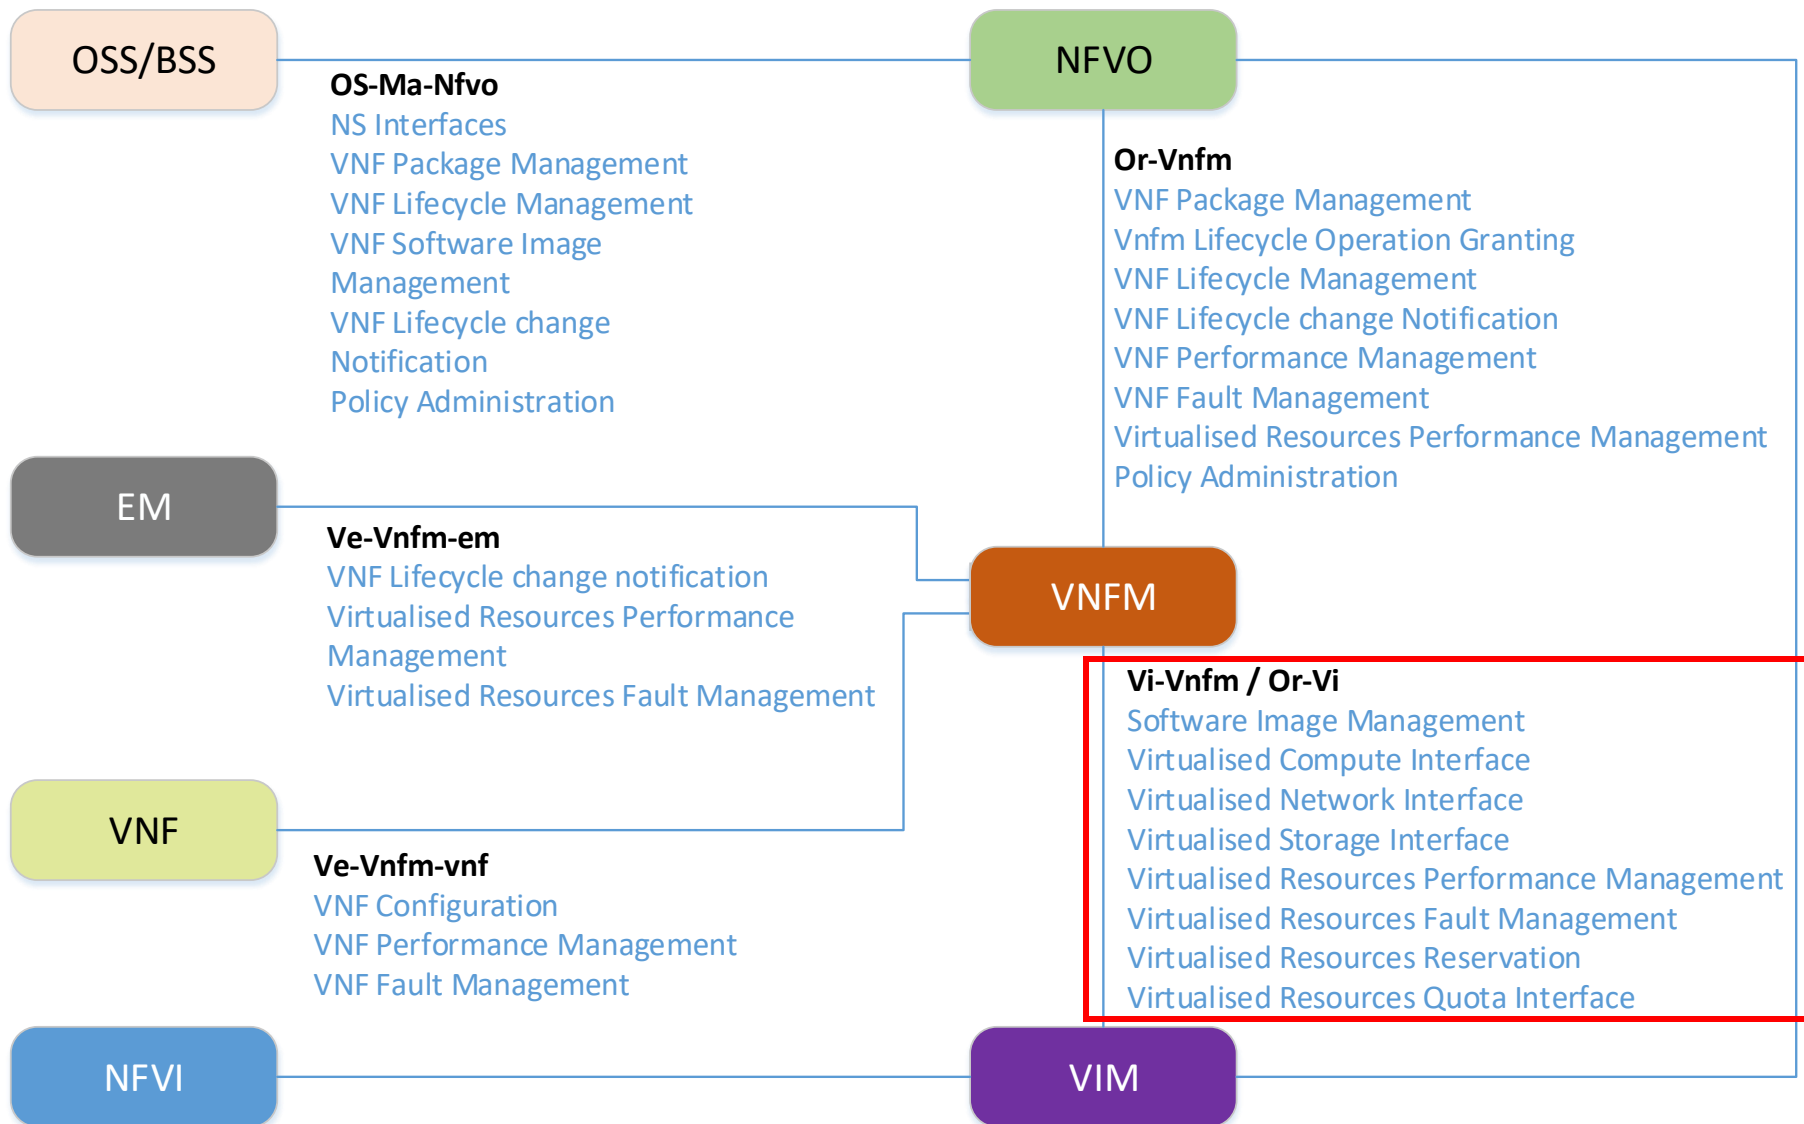 OSS/BSS
NFVO
OS-Ma-Nfvo
NS Interfaces
VNF Package Management
VNF Lifecycle Management
VNF Software Image
Management
VNF Lifecycle change
Notification
Policy Administration
Or-Vnfm
VNF Package Management
Vnfm Lifecycle Operation Granting
VNF Lifecycle Management
VNF Lifecycle change Notification
VNF Performance Management
VNF Fault Management
Virtualised Resources Performance Management
Policy Administration
EM
Ve-Vnfm-em
VNF Lifecycle change notification
Virtualised Resources Performance
Management
Virtualised Resources Fault Management
VNFM
Vi-Vnfm / Or-Vi
Software Image Management
Virtualised Compute Interface
Virtualised Network Interface
Virtualised Storage Interface
Virtualised Resources Performance Management
Virtualised Resources Fault Management
Virtualised Resources Reservation
Virtualised Resources Quota Interface
VNF
Ve-Vnfm-vnf
VNF Configuration
VNF Performance Management
VNF Fault Management
NFVI
VIM